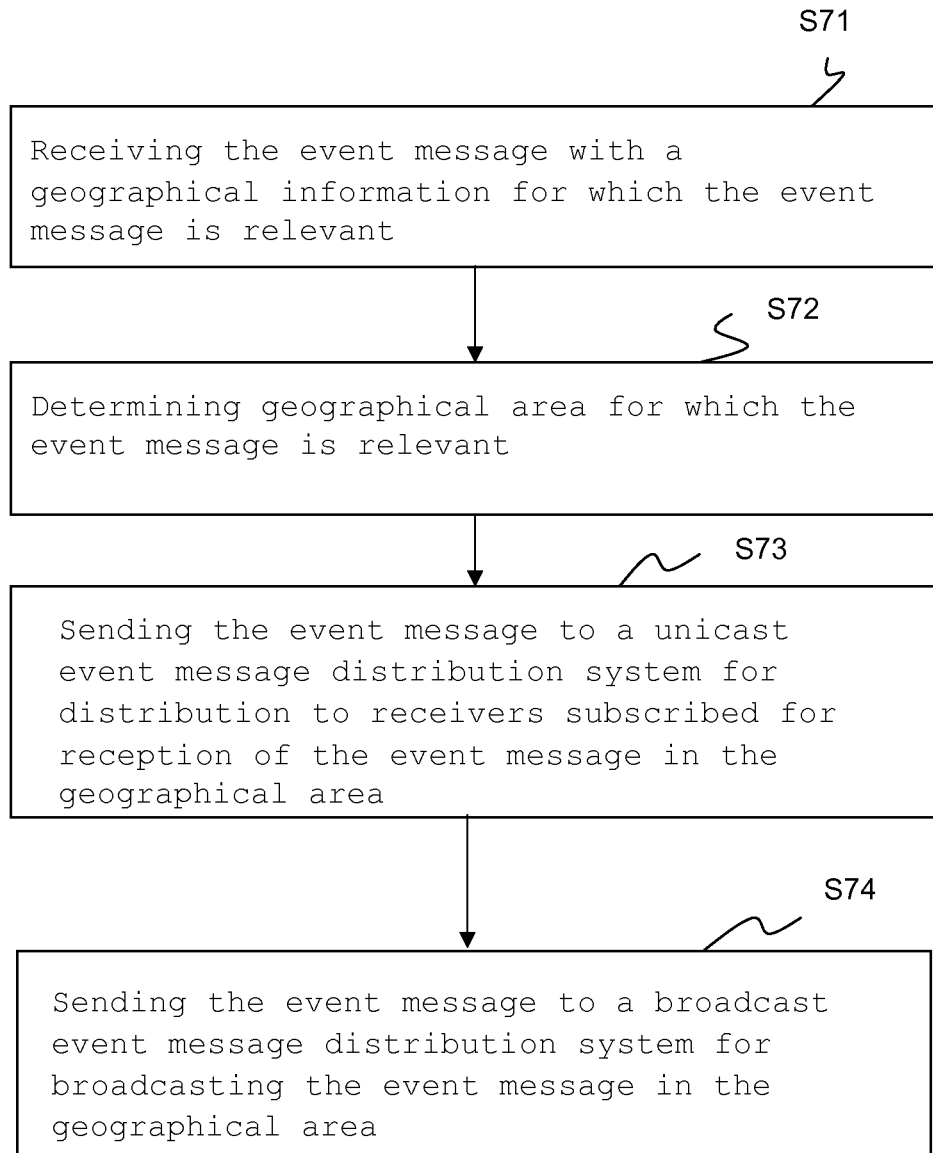 S71
Receiving the event message with a
geographical information for which the event
message is relevant
S72
Determining geographical area for which the
event message is relevant
S73
Sending the event message to a unicast
event message distribution system for
distribution to receivers subscribed for
reception of the event message in the
geographical area
S74
Sending the event message to a broadcast
event message distribution system for
broadcasting the event message in the
geographical area